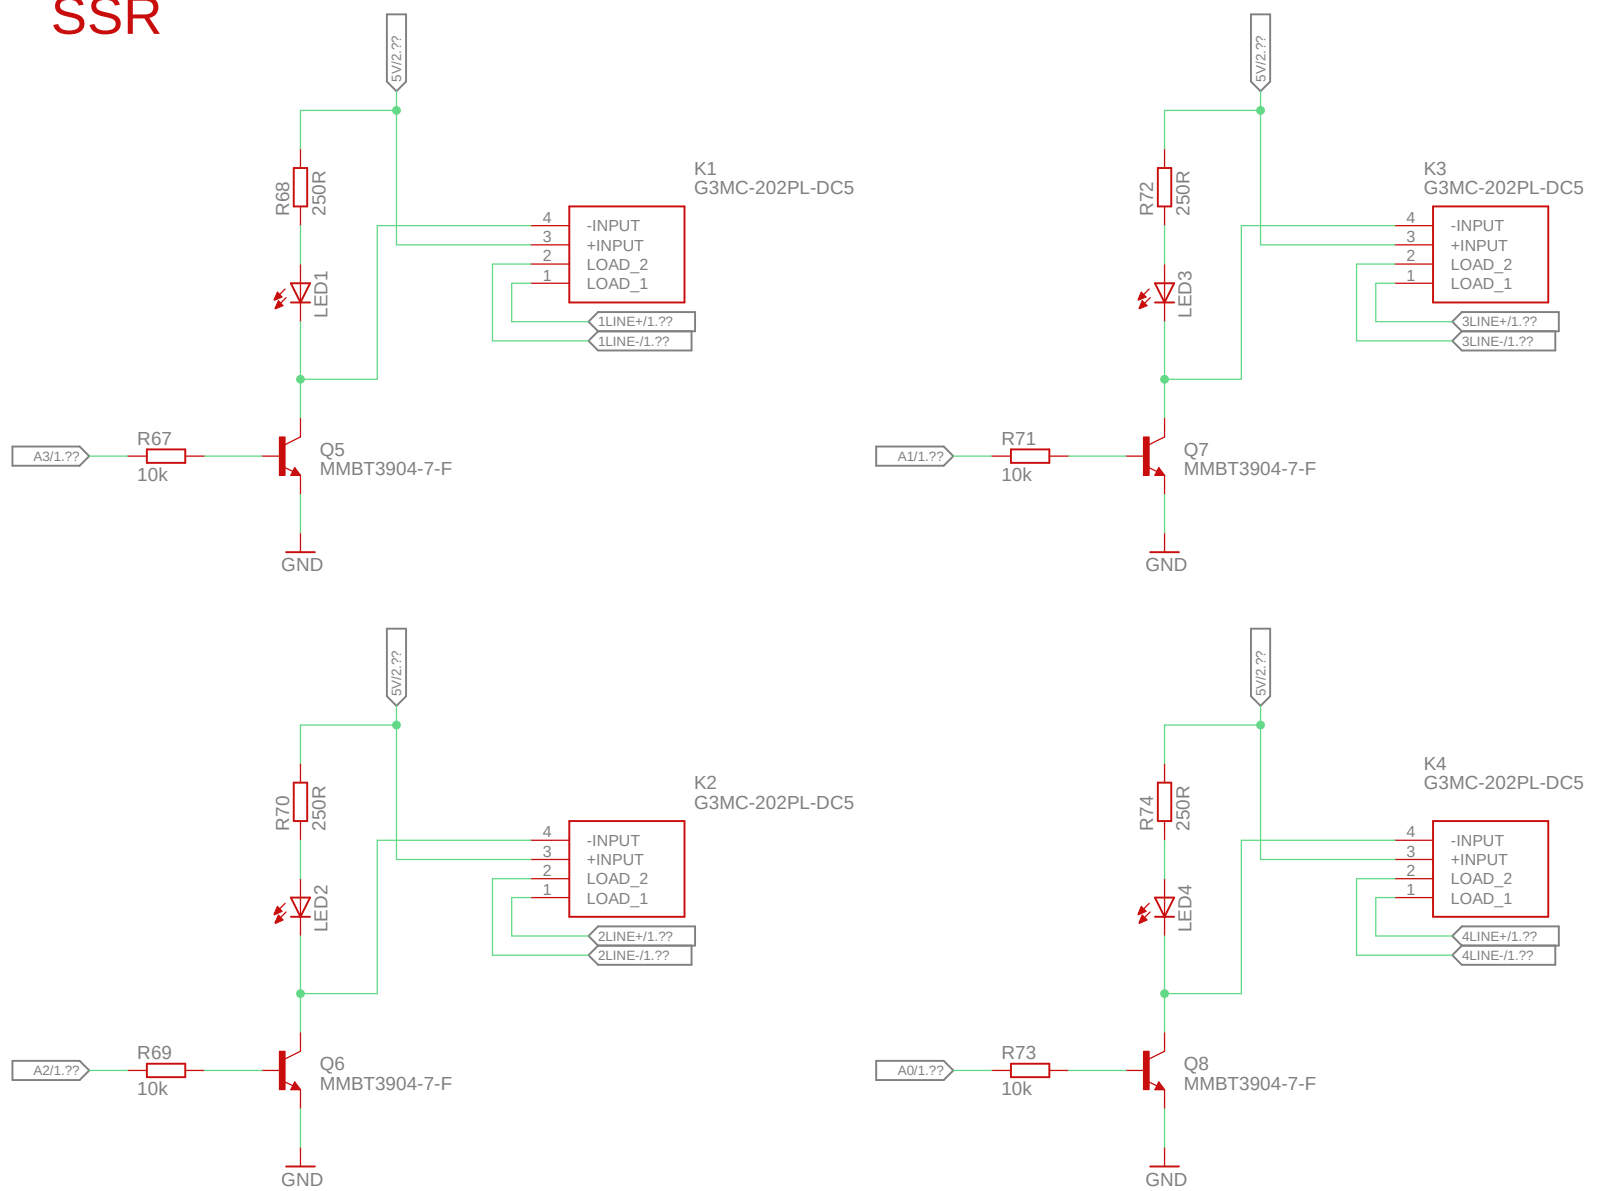 SSR
5V/2.??
R68
250R
LED1
K1
G3MC-202PL-DC5
4 -INPUT
3 +INPUT
2 LOAD_2
1 LOAD_1
1LINE+/1.??
1LINE-/1.??
A3/1.??
R67
10k
Q5
MMBT3904-7-F
GND
5V/2.??
R72
250R
LED3
K3
G3MC-202PL-DC5
4 -INPUT
3 +INPUT
2 LOAD_2
1 LOAD_1
3LINE+/1.??
3LINE-/1.??
A1/1.??
R71
10k
Q7
MMBT3904-7-F
GND
5V/2.??
R70
250R
LED2
K2
G3MC-202PL-DC5
4 -INPUT
3 +INPUT
2 LOAD_2
1 LOAD_1
2LINE+/1.??
2LINE-/1.??
A2/1.??
R69
10k
Q6
MMBT3904-7-F
GND
5V/2.??
R74
250R
LED4
K4
G3MC-202PL-DC5
4 -INPUT
3 +INPUT
2 LOAD_2
1 LOAD_1
4LINE+/1.??
4LINE-/1.??
A0/1.??
R73
10k
Q8
MMBT3904-7-F
GND